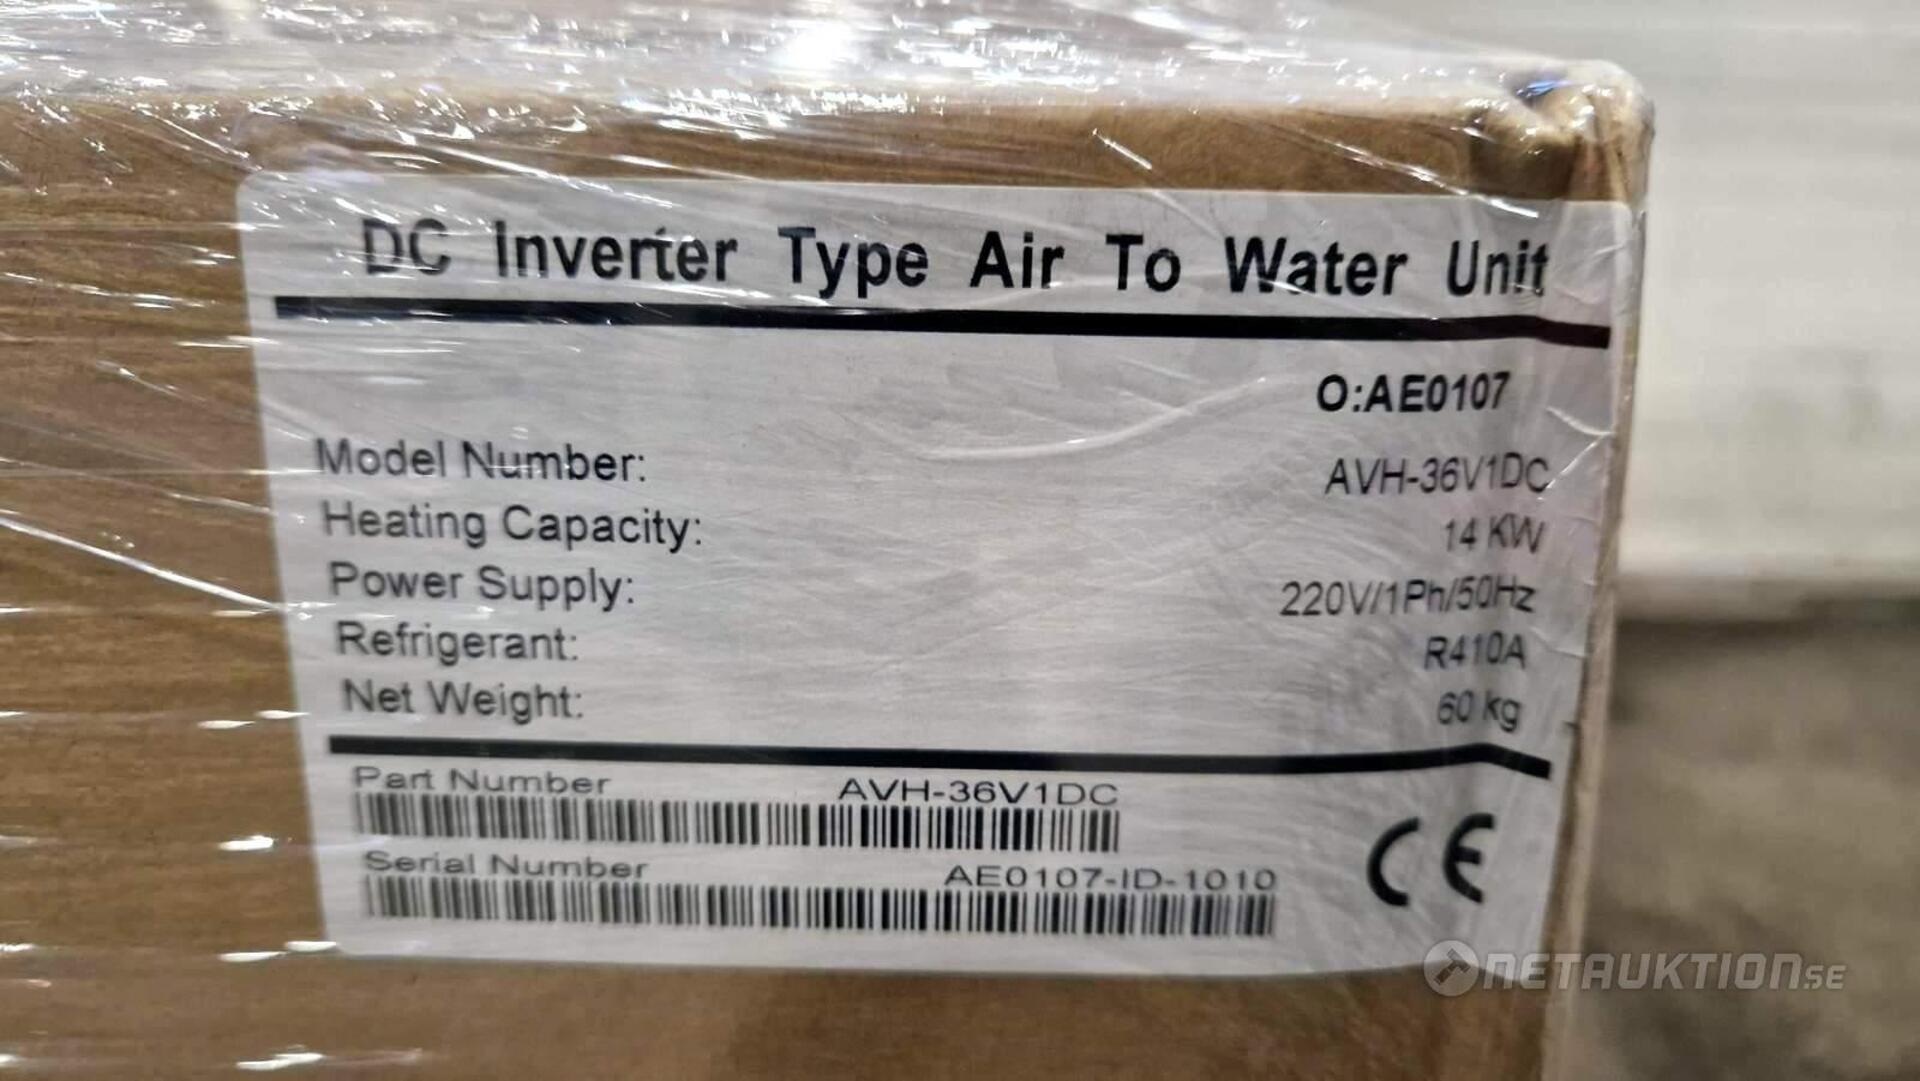 DC Inverter Type Air To Water Unit
O:AE0107
Model Number: AVH-36V1DC
Heating Capacity: 14 KW
Power Supply: 220V/1Ph/50Hz
Refrigerant: R410A
Net Weight: 60 kg
Part Number AVH-36V1DC
Serial Number AE0107-ID-1010
CE
NETAUKTION.SE